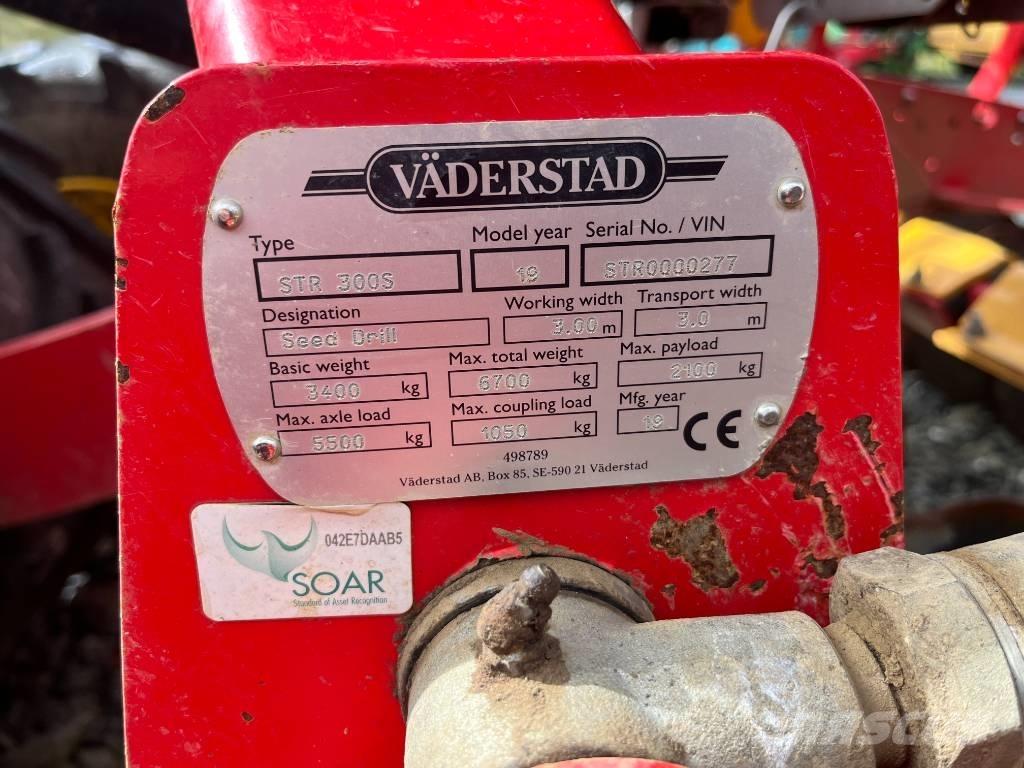 VÄDERSTAD
Type Model year Serial No. / VIN
STR 300S 19 STR0000277
Designation Working width Transport width
Seed Drill 3.00 m 3.0 m
Basic weight Max. total weight Max. payload
3400 kg 6700 kg 2100 kg
Max. axle load Max. coupling load Mfg. year
5500 kg 1050 kg 19 CE
498789
Väderstad AB, Box 85, SE-590 21 Väderstad
042E7DAAB5
SOAR
Standard of Asset Recognition